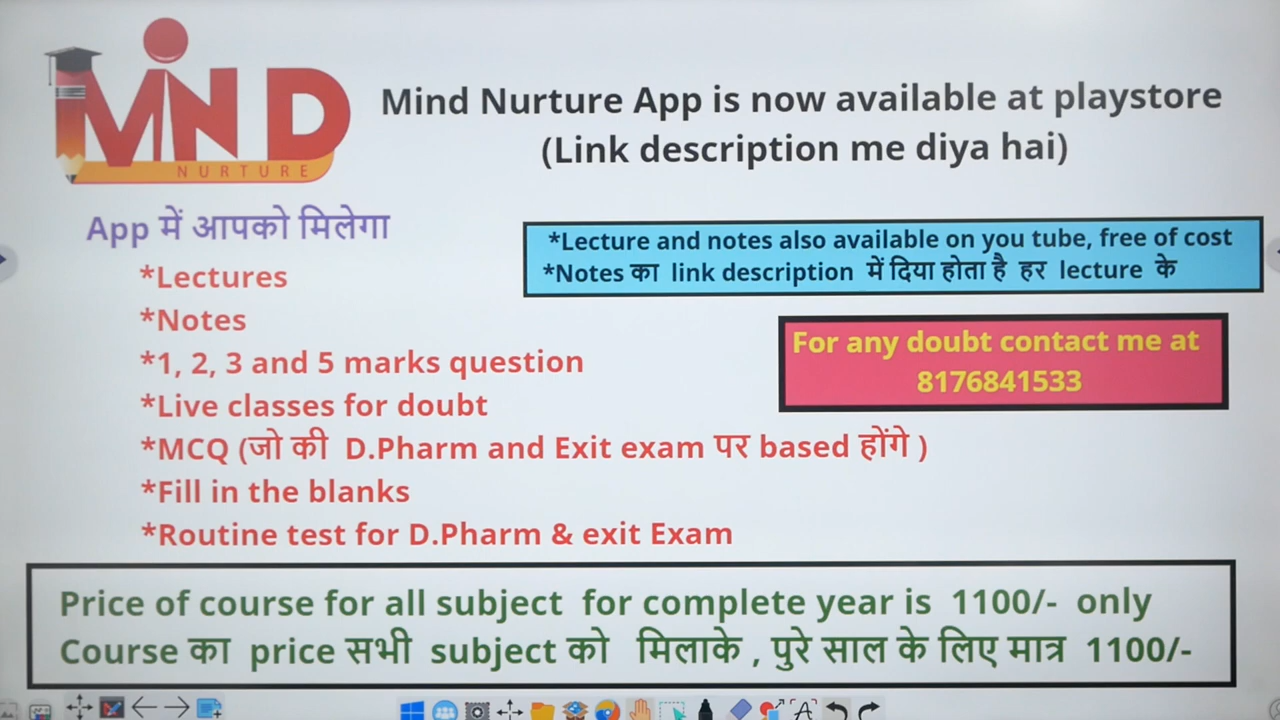 MIND
NURTURE
Mind Nurture App is now available at playstore
(Link description me diya hai)
App में आपको मिलेगा
*Lectures
*Notes
*1, 2, 3 and 5 marks question
*Live classes for doubt
*MCQ (जो की D.Pharm and Exit exam पर based होंगे )
*Fill in the blanks
*Routine test for D.Pharm & exit Exam
*Lecture and notes also available on you tube, free of cost
*Notes का link description में दिया होता है हर lecture के
For any doubt contact me at
8176841533
Price of course for all subject for complete year is 1100/- only
Course का price सभी subject को मिलाके , पुरे साल के लिए मात्र 1100/-